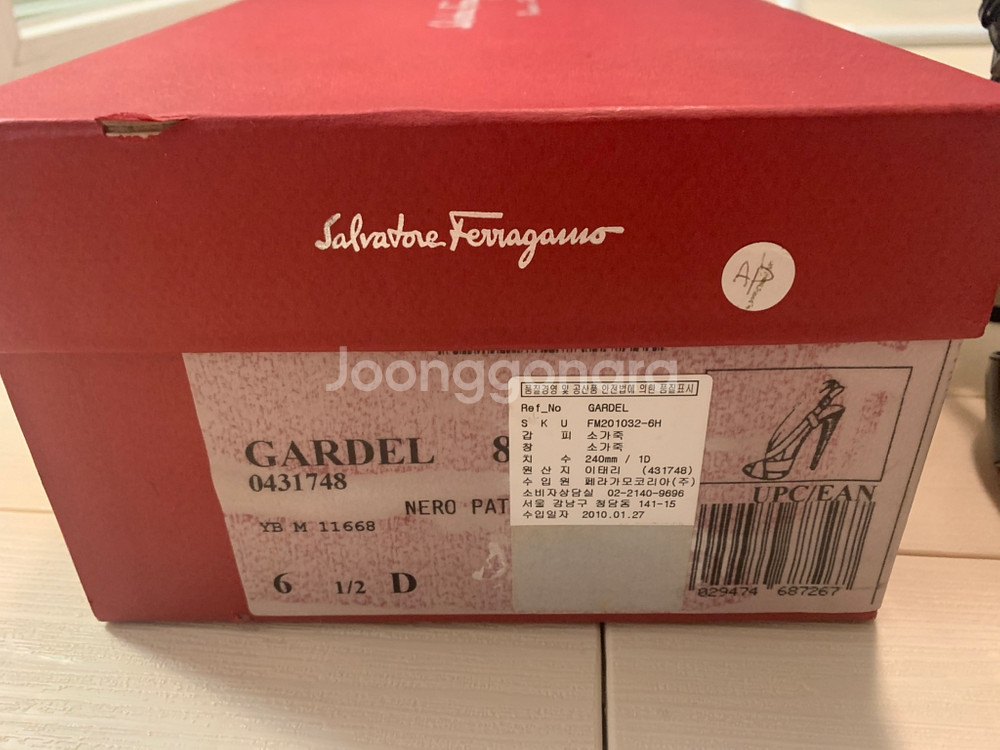 Salvatore Ferragamo
Joonggonara
품질경영 및 공산품 안전법에 의한 품질표시
Ref_No GARDEL
S K U FM201032-6H
갑 피 소가죽
창 소가죽
치 수 240mm / 1D
원 산 지 이태리 (431748)
수 입 원 페라가모코리아(주)
소비자상담실 02-2140-9696
서울 강남구 청담동 141-15
수입일자 2010.01.27
GARDEL 8
0431748
NERO PAT
YB M 11668
6 1/2 D
UPC/EAN
029474 687267